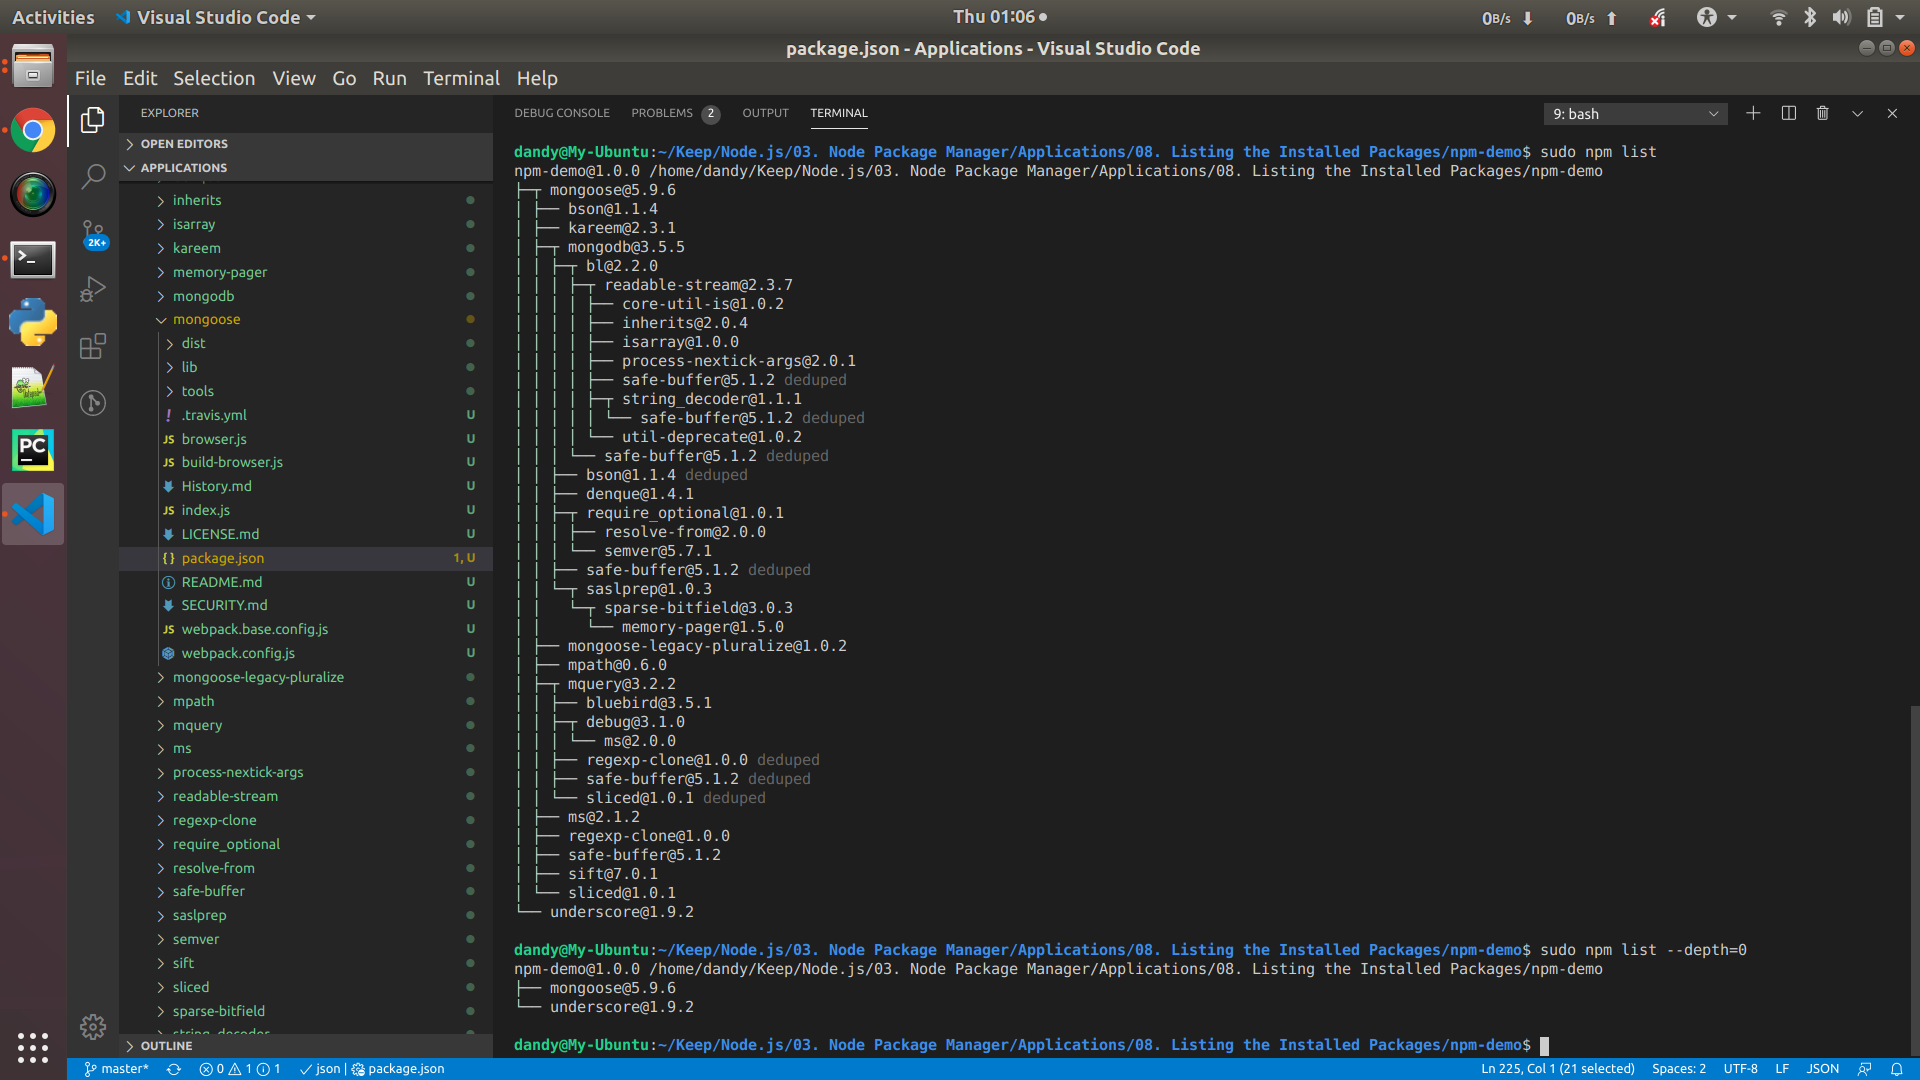 Activities
Visual Studio Code
Thu 01:06
0B/s
0B/s
package.json - Applications - Visual Studio Code
File Edit Selection View Go Run Terminal Help
EXPLORER
OPEN EDITORS
APPLICATIONS
inherits
isarray
kareem
memory-pager
mongodb
mongoose
dist
lib
tools
! .travis.yml U
JS browser.js U
JS build-browser.js U
History.md U
JS index.js U
LICENSE.md U
{} package.json 1, U
README.md U
SECURITY.md U
JS webpack.base.config.js U
webpack.config.js U
mongoose-legacy-pluralize
mpath
mquery
ms
process-nextick-args
readable-stream
regexp-clone
require_optional
resolve-from
safe-buffer
saslprep
semver
sift
sliced
sparse-bitfield
string_decoder
OUTLINE
2K+
PC
DEBUG CONSOLE PROBLEMS 2 OUTPUT TERMINAL
9: bash
dandy@My-Ubuntu:~/Keep/Node.js/03. Node Package Manager/Applications/08. Listing the Installed Packages/npm-demo$ sudo npm list
npm-demo@1.0.0 /home/dandy/Keep/Node.js/03. Node Package Manager/Applications/08. Listing the Installed Packages/npm-demo
├─┬ mongoose@5.9.6
│ ├── bson@1.1.4
│ ├── kareem@2.3.1
│ ├─┬ mongodb@3.5.5
│ │ ├─┬ bl@2.2.0
│ │ │ ├─┬ readable-stream@2.3.7
│ │ │ │ ├── core-util-is@1.0.2
│ │ │ │ ├── inherits@2.0.4
│ │ │ │ ├── isarray@1.0.0
│ │ │ │ ├── process-nextick-args@2.0.1
│ │ │ │ ├── safe-buffer@5.1.2 deduped
│ │ │ │ ├─┬ string_decoder@1.1.1
│ │ │ │ │ └── safe-buffer@5.1.2 deduped
│ │ │ │ └── util-deprecate@1.0.2
│ │ │ └── safe-buffer@5.1.2 deduped
│ │ ├── bson@1.1.4 deduped
│ │ ├── denque@1.4.1
│ │ ├─┬ require_optional@1.0.1
│ │ │ ├── resolve-from@2.0.0
│ │ │ └── semver@5.7.1
│ │ ├── safe-buffer@5.1.2 deduped
│ │ └─┬ saslprep@1.0.3
│ │   └─┬ sparse-bitfield@3.0.3
│ │     └── memory-pager@1.5.0
│ ├── mongoose-legacy-pluralize@1.0.2
│ ├── mpath@0.6.0
│ ├─┬ mquery@3.2.2
│ │ ├── bluebird@3.5.1
│ │ ├─┬ debug@3.1.0
│ │ │ └── ms@2.0.0
│ │ ├── regexp-clone@1.0.0 deduped
│ │ ├── safe-buffer@5.1.2 deduped
│ │ └── sliced@1.0.1 deduped
│ ├── ms@2.1.2
│ ├── regexp-clone@1.0.0
│ ├── safe-buffer@5.1.2
│ ├── sift@7.0.1
│ └── sliced@1.0.1
└── underscore@1.9.2
dandy@My-Ubuntu:~/Keep/Node.js/03. Node Package Manager/Applications/08. Listing the Installed Packages/npm-demo$ sudo npm list --depth=0
npm-demo@1.0.0 /home/dandy/Keep/Node.js/03. Node Package Manager/Applications/08. Listing the Installed Packages/npm-demo
├── mongoose@5.9.6
└── underscore@1.9.2
dandy@My-Ubuntu:~/Keep/Node.js/03. Node Package Manager/Applications/08. Listing the Installed Packages/npm-demo$
master* 0 1 1 json | package.json
Ln 225, Col 1 (21 selected) Spaces: 2 UTF-8 LF JSON